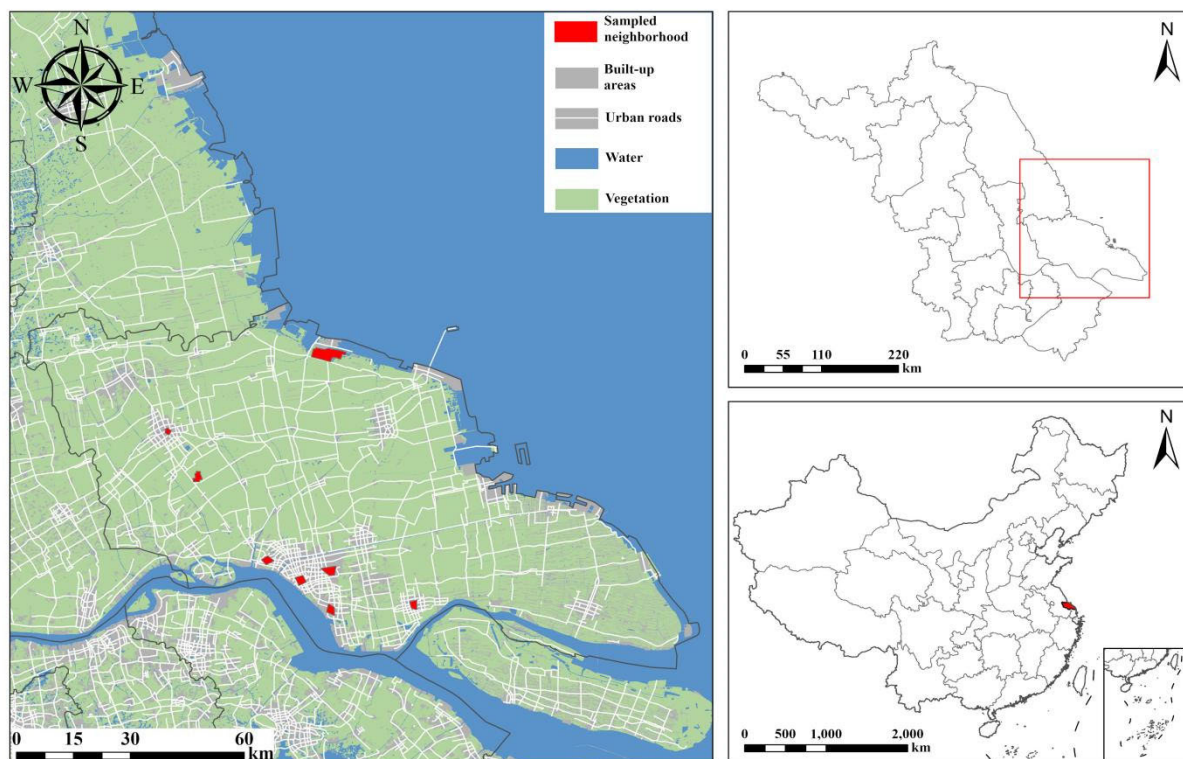 N
W E
S
Sampled
neighborhood
Built-up
areas
Urban roads
Water
Vegetation
0 15 30 60
km
N
0 55 110 220
km
N
0 500 1,000 2,000
km